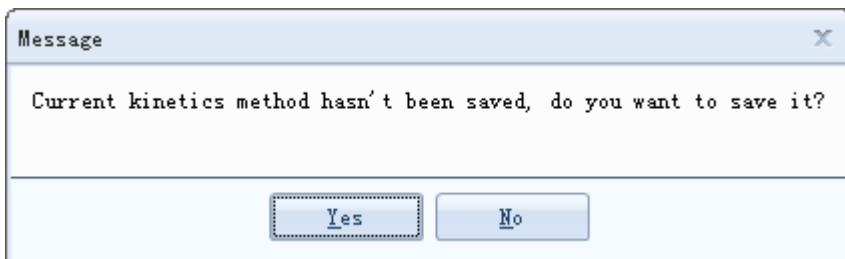 Message
Current kinetics method hasn't been saved, do you want to save it?
Yes
No